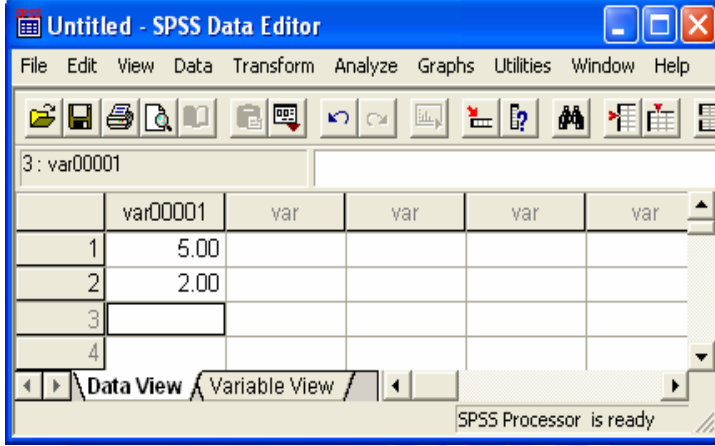 Untitled - SPSS Data Editor
File Edit View Data Transform Analyze Graphs Utilities Window Help
3 : var00001
var00001 var var var var
1 5.00
2 2.00
3
4
Data View Variable View
SPSS Processor is ready